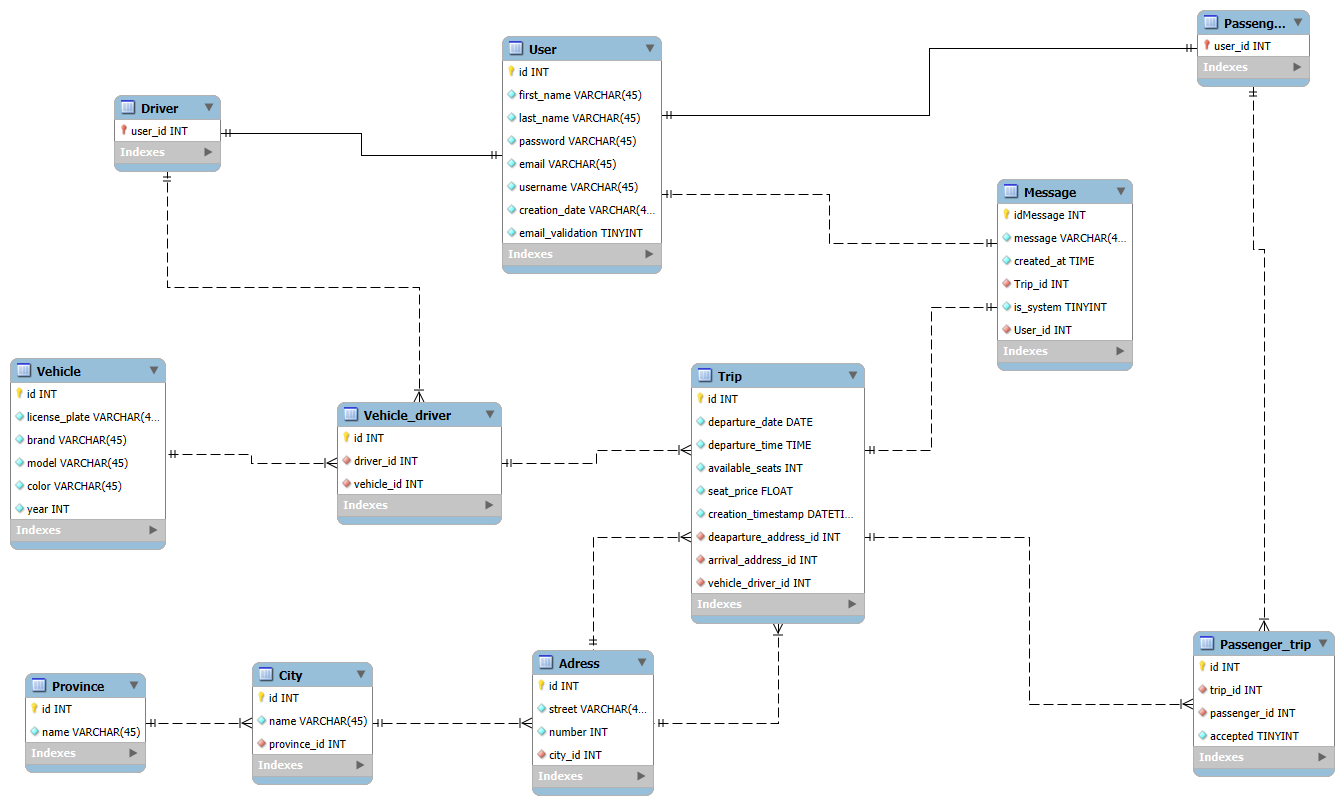 Passeng...
user_id INT
Indexes
User
id INT
first_name VARCHAR(45)
last_name VARCHAR(45)
password VARCHAR(45)
email VARCHAR(45)
username VARCHAR(45)
creation_date VARCHAR(4...
email_validation TINYINT
Indexes
Driver
user_id INT
Indexes
Message
idMessage INT
message VARCHAR(4...
created_at TIME
Trip_id INT
is_system TINYINT
User_id INT
Indexes
Vehicle
id INT
license_plate VARCHAR(4...
brand VARCHAR(45)
model VARCHAR(45)
color VARCHAR(45)
year INT
Indexes
Vehicle_driver
id INT
driver_id INT
vehicle_id INT
Indexes
Trip
id INT
departure_date DATE
departure_time TIME
available_seats INT
seat_price FLOAT
creation_timestamp DATETI...
deaparture_address_id INT
arrival_address_id INT
vehicle_driver_id INT
Indexes
Province
id INT
name VARCHAR(45)
Indexes
City
id INT
name VARCHAR(45)
province_id INT
Indexes
Adress
id INT
street VARCHAR(4...
number INT
city_id INT
Indexes
Passenger_trip
id INT
trip_id INT
passenger_id INT
accepted TINYINT
Indexes